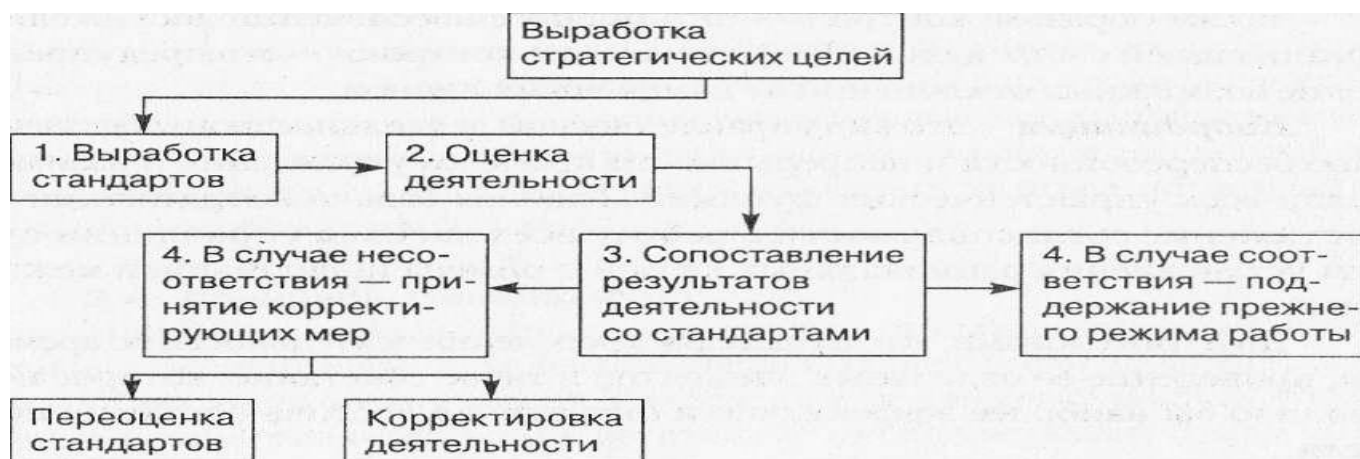 Выработка
стратегических целей
1. Выработка
стандартов
2. Оценка
деятельности
4. В случае несо-
ответствия — при-
нятие корректи-
рующих мер
3. Сопоставление
результатов
деятельности
со стандартами
4. В случае соот-
ветствия — под-
держание прежне-
го режима работы
Переоценка
стандартов
Корректировка
деятельности